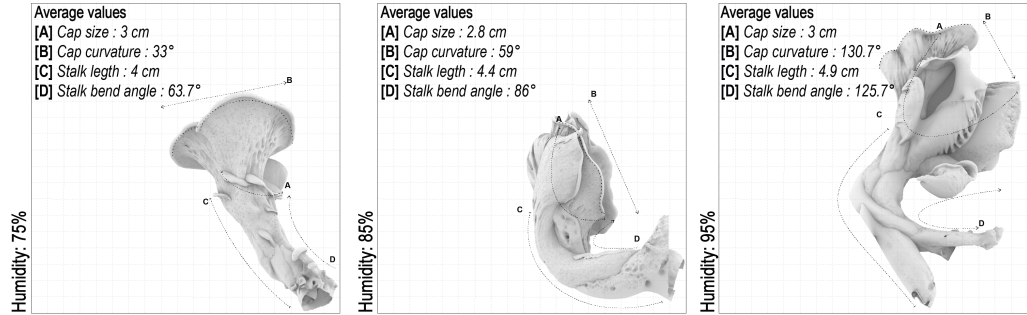 Average values
[A] Cap size : 3 cm
[B] Cap curvature : 33°
[C] Stalk legth : 4 cm
[D] Stalk bend angle : 63.7°
B
A
C
D
Humidity: 75%
Average values
[A] Cap size : 2.8 cm
[B] Cap curvature : 59°
[C] Stalk legth : 4.4 cm
[D] Stalk bend angle : 86°
B
A
C
D
Humidity: 85%
Average values
[A] Cap size : 3 cm
[B] Cap curvature : 130.7°
[C] Stalk legth : 4.9 cm
[D] Stalk bend angle : 125.7°
B
A
C
D
Humidity: 95%